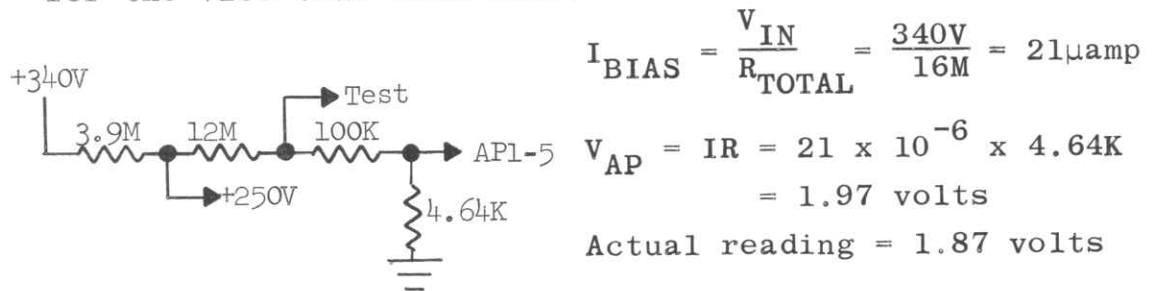 +340V
3.9M
12M
Test
100K
AP1-5
+250V
4.64K
I_BIAS = V_IN / R_TOTAL = 340V / 16M = 21μamp
V_AP = IR = 21 x 10^-6 x 4.64K
= 1.97 volts
Actual reading = 1.87 volts